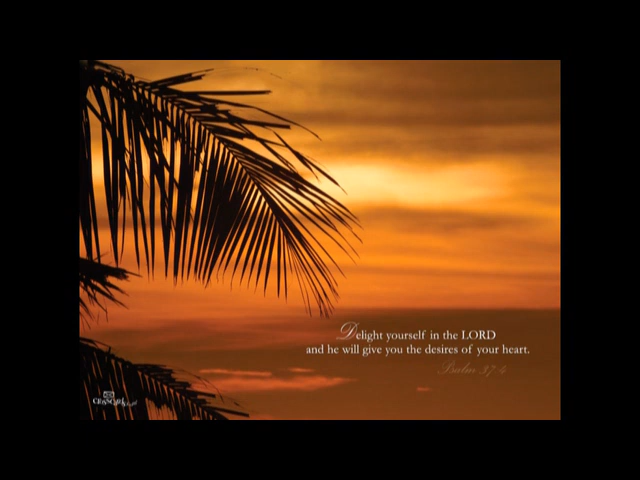 Delight yourself in the LORD
and he will give you the desires of your heart.
Psalm 37:4